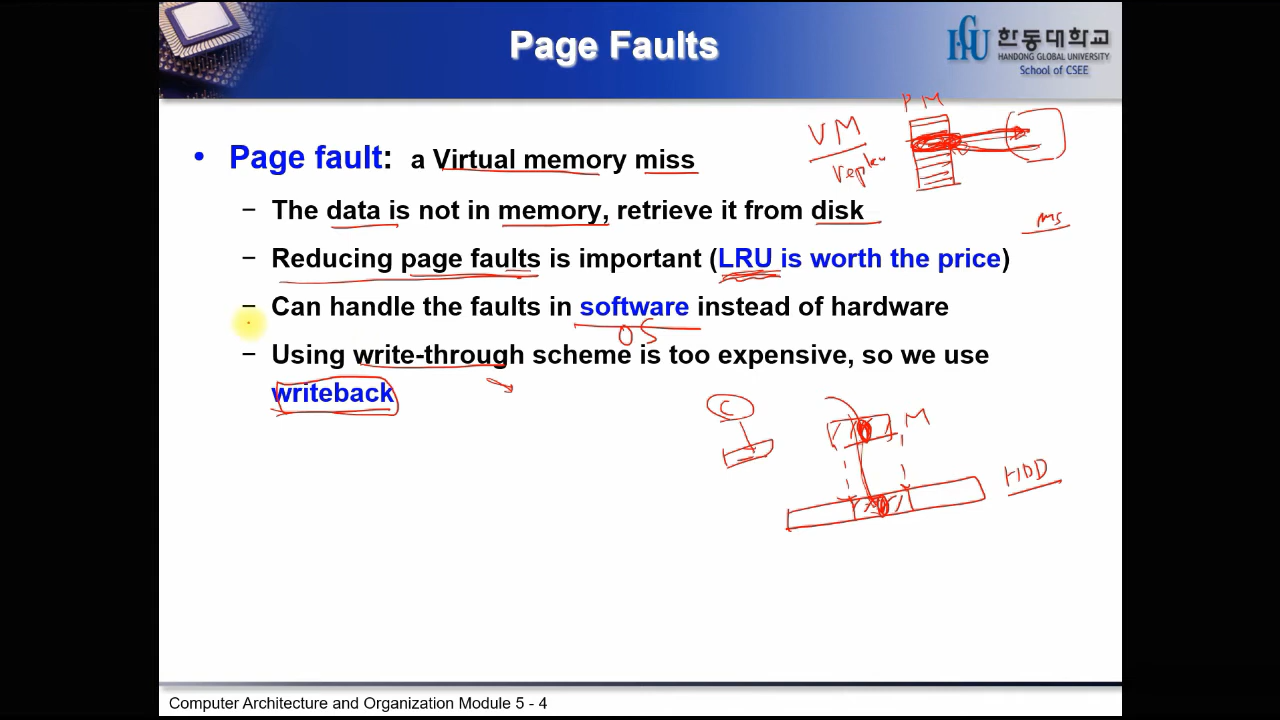 Page Faults
한동대학교
HANDONG GLOBAL UNIVERSITY
School of CSEE
PM
VM
• Page fault: a Virtual memory miss
– The data is not in memory, retrieve it from disk
ms
– Reducing page faults is important (LRU is worth the price)
– Can handle the faults in software instead of hardware
OS
– Using write-through scheme is too expensive, so we use
writeback
C
M
HDD
Computer Architecture and Organization Module 5 - 4